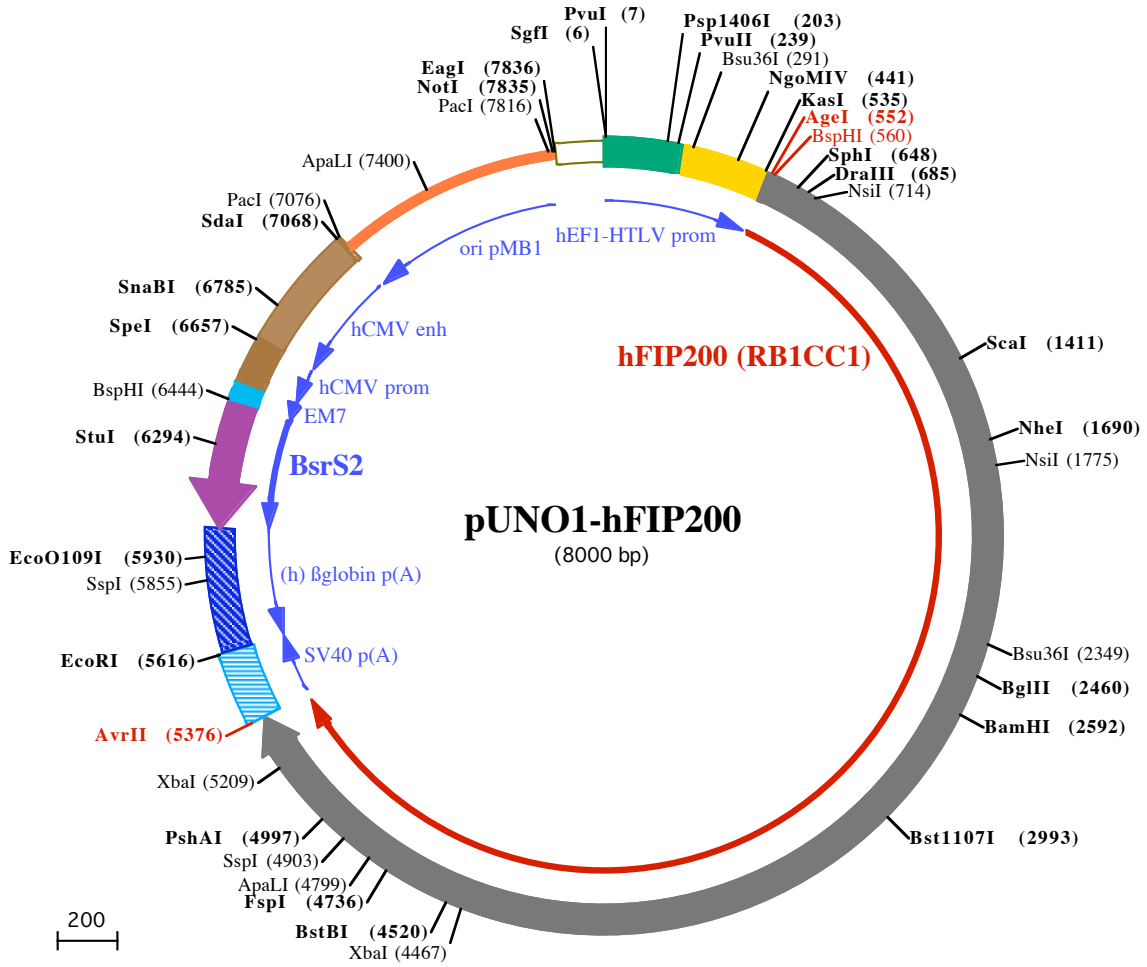 PvuI (7)
SgfI (6)
Psp1406I (203)
PvuII (239)
Bsu36I (291)
NgoMIV (441)
KasI (535)
AgeI (552)
BspHI (560)
SphI (648)
DraIII (685)
NsiI (714)
EagI (7836)
NotI (7835)
PacI (7816)
ApaLI (7400)
PacI (7076)
SdaI (7068)
SnaBI (6785)
SpeI (6657)
BspHI (6444)
StuI (6294)
EcoO109I (5930)
SspI (5855)
EcoRI (5616)
AvrII (5376)
XbaI (5209)
PshAI (4997)
SspI (4903)
ApaLI (4799)
FspI (4736)
BstBI (4520)
XbaI (4467)
ScaI (1411)
NheI (1690)
NsiI (1775)
Bsu36I (2349)
BglII (2460)
BamHI (2592)
Bst1107I (2993)
hEF1-HTLV prom
ori pMB1
hCMV enh
hCMV prom
EM7
BsrS2
(h) ßglobin p(A)
SV40 p(A)
hFIP200 (RB1CC1)
pUNO1-hFIP200
(8000 bp)
200